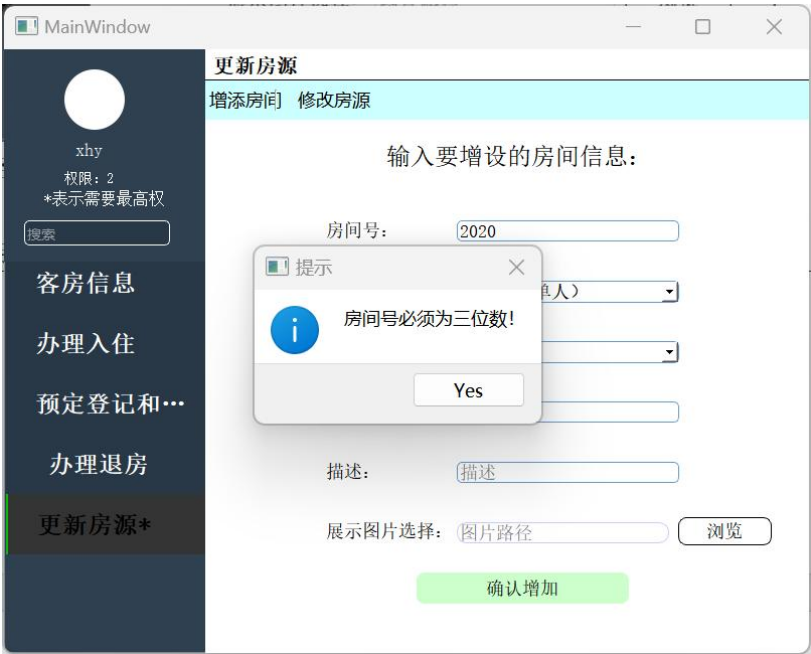 MainWindow
xhy
权限：2
*表示需要最高权
搜索
客房信息
办理入住
预定登记和…
办理退房
更新房源*
更新房源
增添房间 修改房源
输入要增设的房间信息：
房间号： 2020
提示
房间号必须为三位数!
Yes
单人）
描述： 描述
展示图片选择： 图片路径 浏览
确认增加